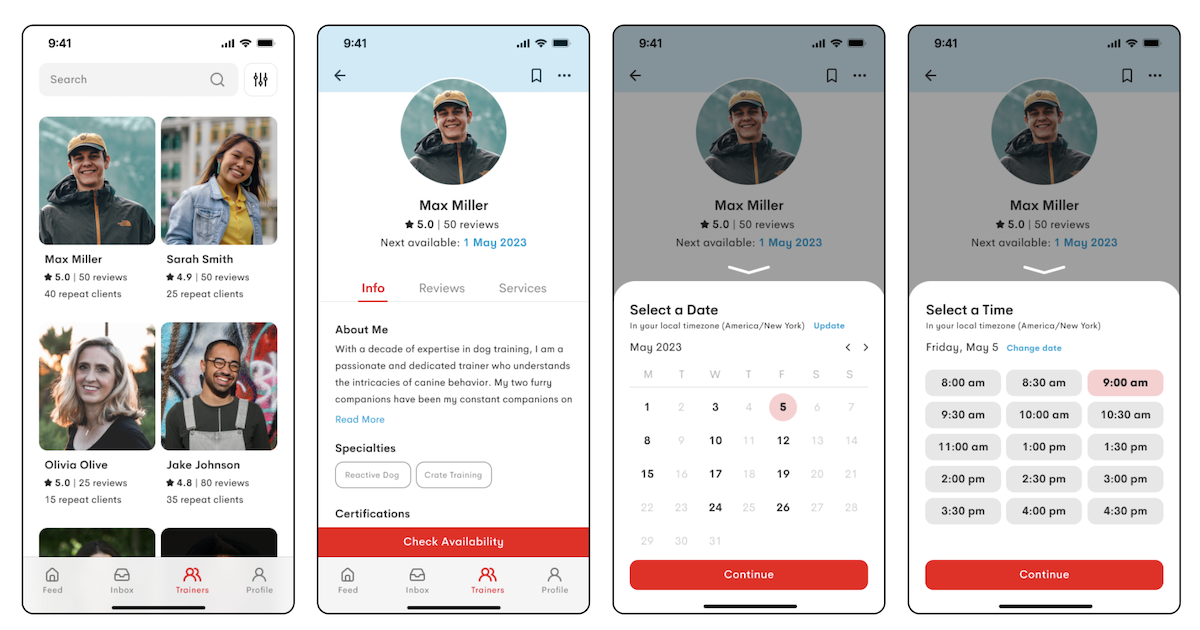 9:41
Search
Max Miller
5.0 | 50 reviews
40 repeat clients
Sarah Smith
4.9 | 50 reviews
25 repeat clients
Olivia Olive
5.0 | 25 reviews
15 repeat clients
Jake Johnson
4.8 | 80 reviews
35 repeat clients
Feed
Inbox
Trainers
Profile
9:41
Max Miller
5.0 | 50 reviews
Next available: 1 May 2023
Info Reviews Services
About Me
With a decade of expertise in dog training, I am a
passionate and dedicated trainer who understands
the intricacies of canine behavior. My two furry
companions have been my constant companions on
Read More
Specialties
Reactive Dog Crate Training
Certifications
Check Availability
Feed
Inbox
Trainers
Profile
9:41
Max Miller
5.0 | 50 reviews
Next available: 1 May 2023
Select a Date
In your local timezone (America/New York) Update
May 2023
M T W T F S S
1 2 3 4 5 6 7
8 9 10 11 12 13 14
15 16 17 18 19 20 21
22 23 24 25 26 27 28
29 30 31
Continue
9:41
Max Miller
5.0 | 50 reviews
Next available: 1 May 2023
Select a Time
In your local timezone (America/New York)
Friday, May 5 Change date
8:00 am 8:30 am 9:00 am
9:30 am 10:00 am 10:30 am
11:00 am 1:00 pm 1:30 pm
2:00 pm 2:30 pm 3:00 pm
3:30 pm 4:00 pm 4:30 pm
Continue